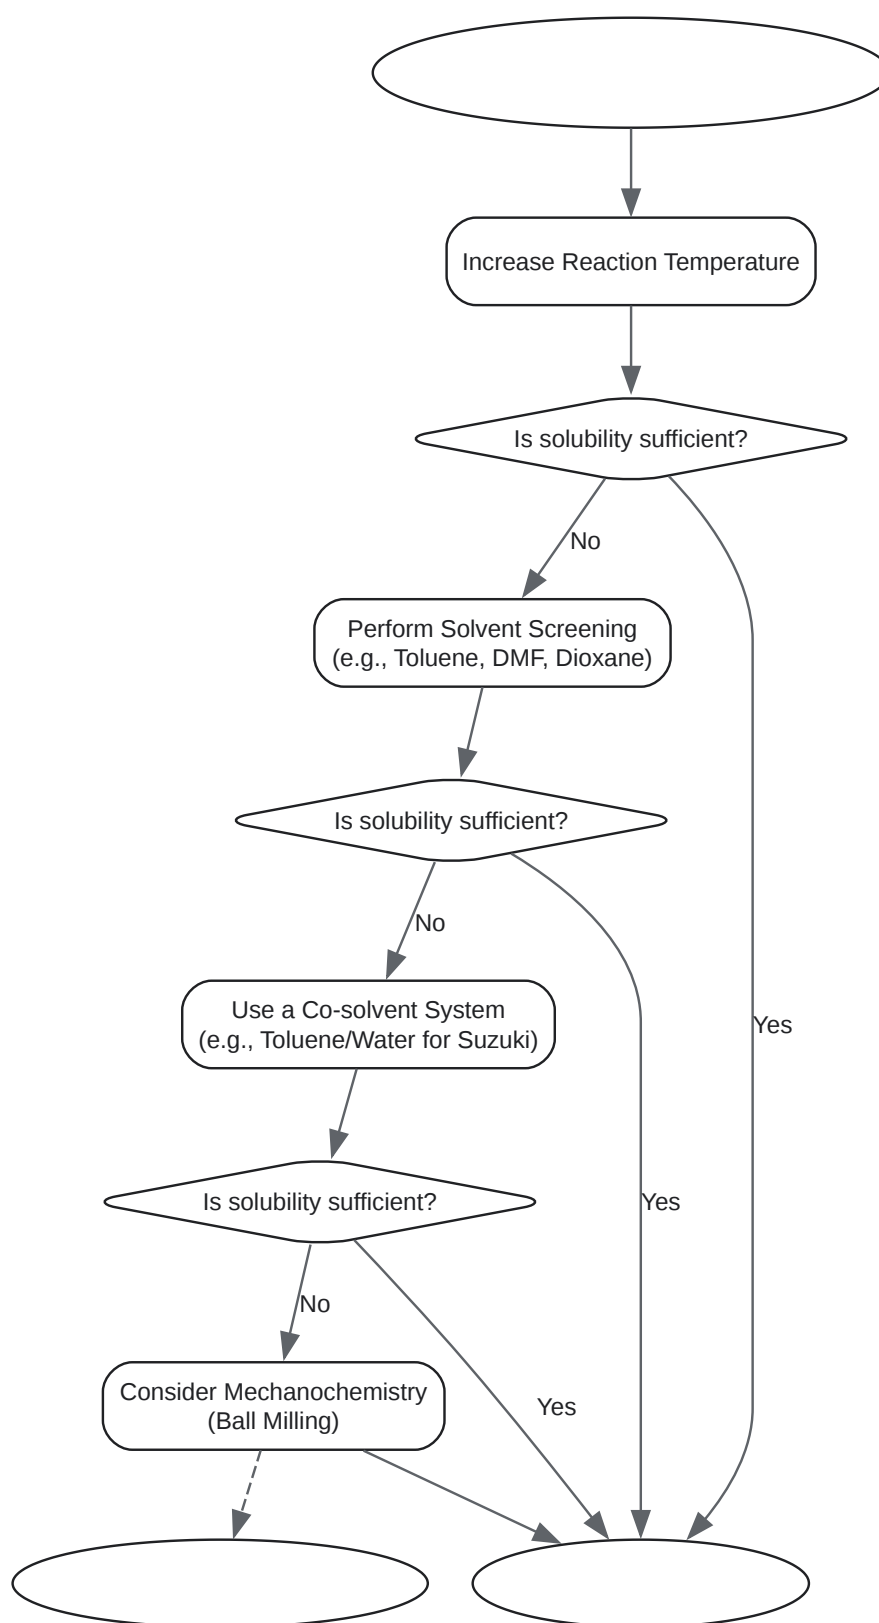 Increase Reaction Temperature
Is solubility sufficient?
No
Perform Solvent Screening
(e.g., Toluene, DMF, Dioxane)
Is solubility sufficient?
No
Use a Co-solvent System
(e.g., Toluene/Water for Suzuki)
Yes
Is solubility sufficient?
Yes
No
Consider Mechanochemistry
(Ball Milling)
Yes